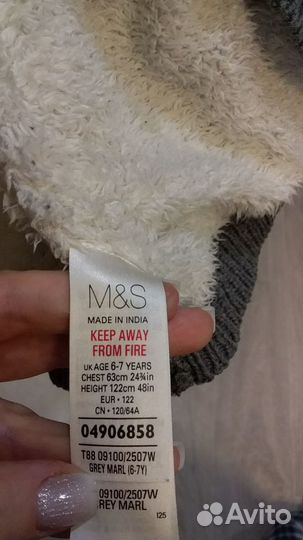 M&S
MADE IN INDIA
KEEP AWAY
FROM FIRE
UK AGE 6-7 YEARS
CHEST 63cm 24¾in
HEIGHT 122cm 48in
EUR • 122
CN • 120/64A
04906858
T88 09100/2507W
GREY MARL (6-7Y)
09100/2507W
GREY MARL
125
Avito